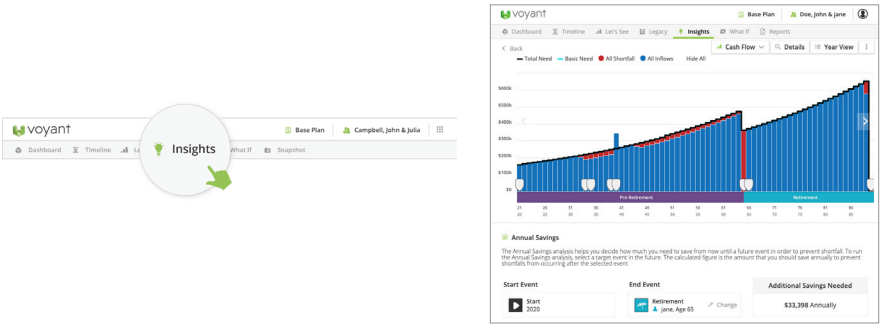 voyant
Base Plan
Campbell, John & Julia
Dashboard
Timeline
Le
Insights
What If
Snapshot
voyant
Base Plan
Doe, John & Jane
Dashboard
Timeline
Let's See
Legacy
Insights
What If
Reports
Back
Cash Flow
Details
Year View
Total Need
Basic Need
All Shortfall
All Inflows
Hide All
$600k
$500k
$400k
$300k
$200k
$100k
$0
Pre-Retirement
Retirement
Annual Savings
The Annual Savings analysis helps you decide how much you need to save from now until a future event in order to prevent shortfall. To run
the Annual Savings analysis, select a target event in the future. The calculated figure is the amount that you should save annually to prevent
shortfalls from occurring after the selected event.
Start Event
End Event
Additional Savings Needed
Start
2020
Retirement
Jane, Age 65
Change
$33,398 Annually